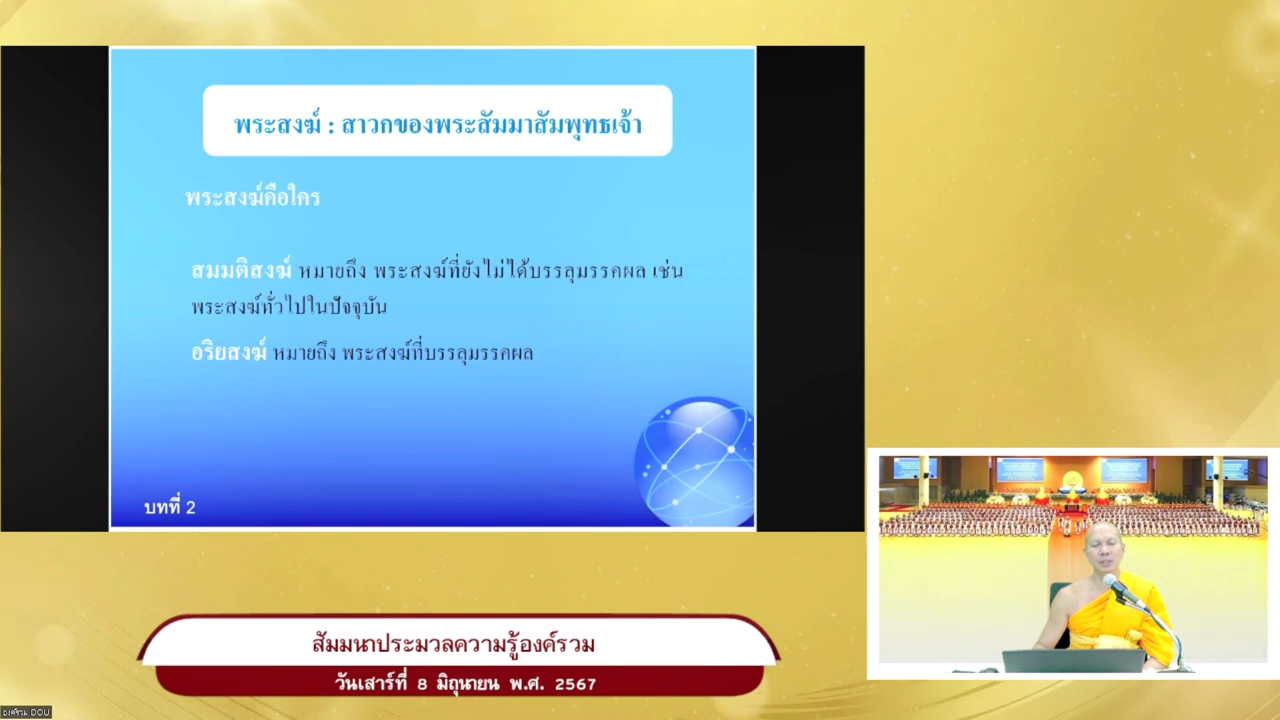 พระสงฆ์ : สาวกของพระสัมมาสัมพุทธเจ้า
พระสงฆ์คือใคร
สมมติสงฆ์ หมายถึง พระสงฆ์ที่ยังไม่ได้บรรลุมรรคผล เช่น
พระสงฆ์ทั่วไปในปัจจุบัน
อริยสงฆ์ หมายถึง พระสงฆ์ที่บรรลุมรรคผล
บทที่ 2
สัมมนาประมวลความรู้องค์รวม
วันเสาร์ที่ 8 มิถุนายน พ.ศ. 2567
องค์รวม DOU